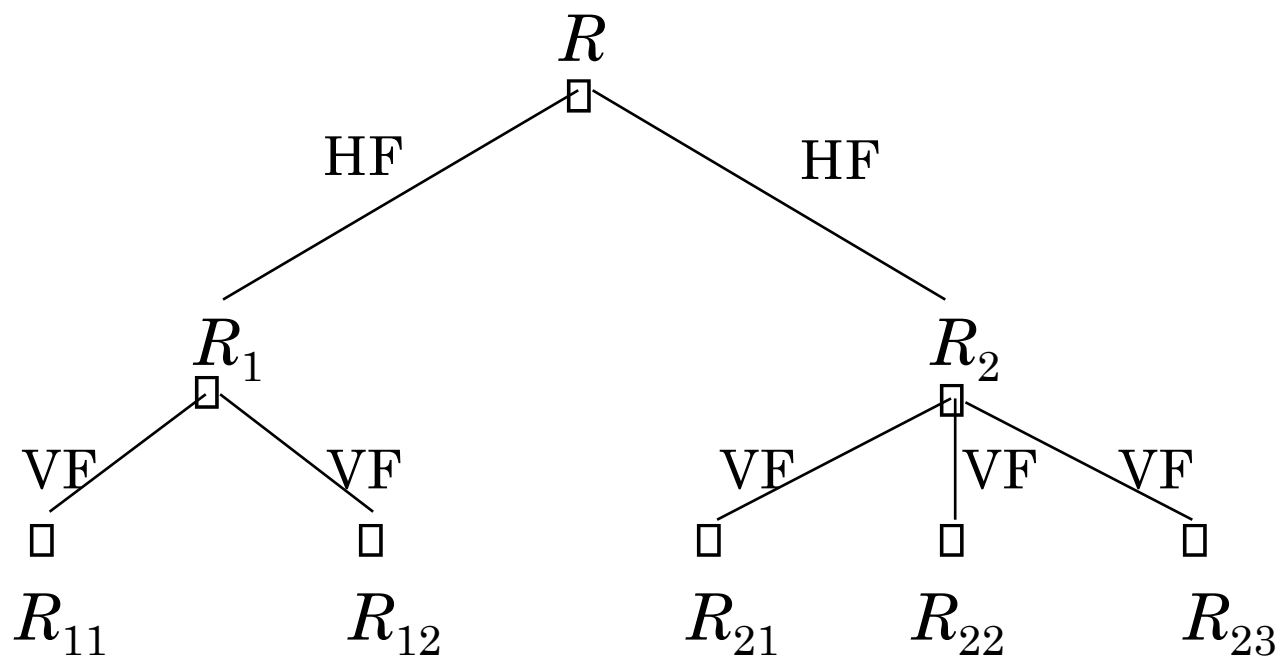 R
HF HF
R₁ R₂
VF VF VF VF VF
R₁₁ R₁₂ R₂₁ R₂₂ R₂₃